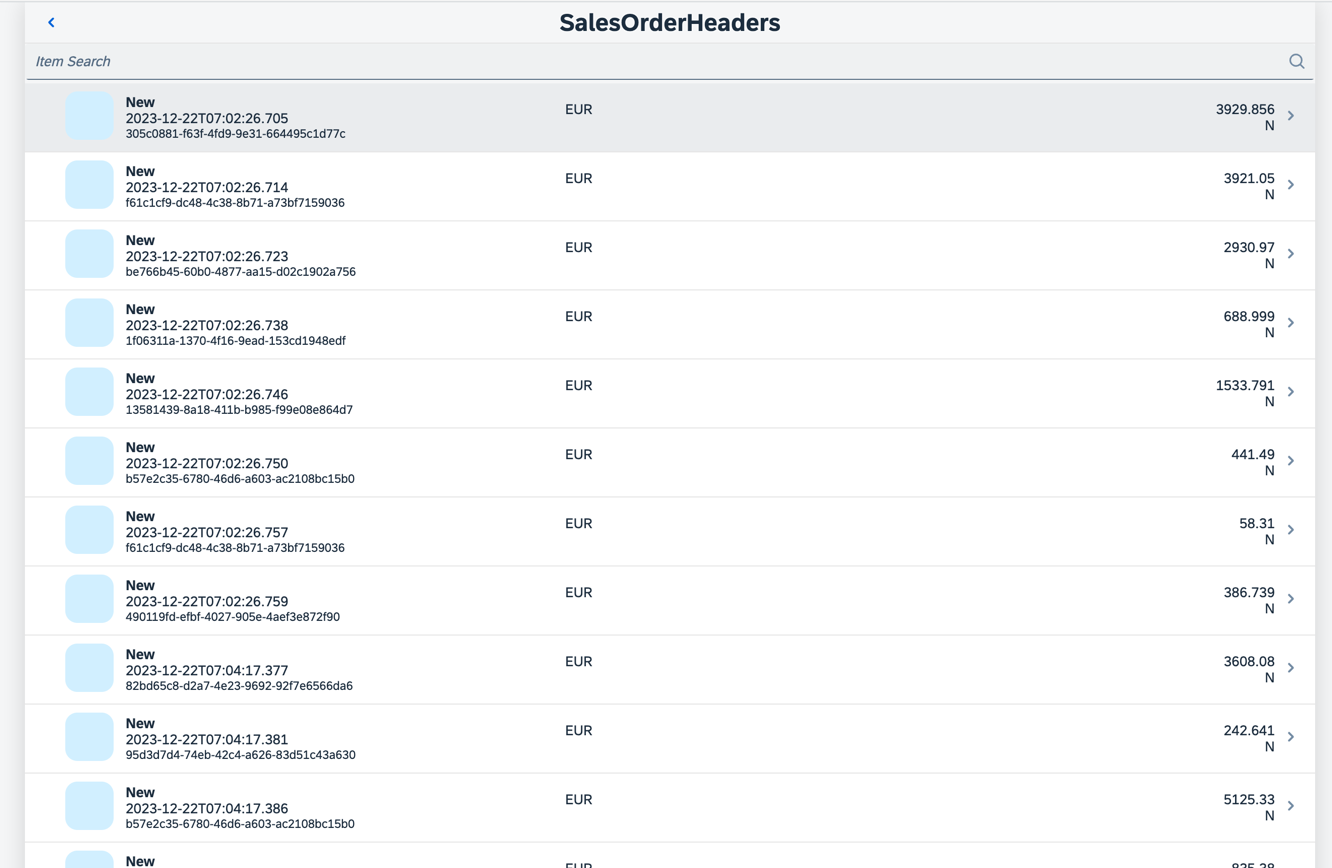 SalesOrderHeaders
Item Search
New
2023-12-22T07:02:26.705
305c0881-f63f-4fd9-9e31-664495c1d77c
EUR
3929.856
N
New
2023-12-22T07:02:26.714
f61c1cf9-dc48-4c38-8b71-a73bf7159036
EUR
3921.05
N
New
2023-12-22T07:02:26.723
be766b45-60b0-4877-aa15-d02c1902a756
EUR
2930.97
N
New
2023-12-22T07:02:26.738
1f06311a-1370-4f16-9ead-153cd1948edf
EUR
688.999
N
New
2023-12-22T07:02:26.746
13581439-8a18-411b-b985-f99e08e864d7
EUR
1533.791
N
New
2023-12-22T07:02:26.750
b57e2c35-6780-46d6-a603-ac2108bc15b0
EUR
441.49
N
New
2023-12-22T07:02:26.757
f61c1cf9-dc48-4c38-8b71-a73bf7159036
EUR
58.31
N
New
2023-12-22T07:02:26.759
490119fd-efbf-4027-905e-4aef3e872f90
EUR
386.739
N
New
2023-12-22T07:04:17.377
82bd65c8-d2a7-4e23-9692-92f7e6566da6
EUR
3608.08
N
New
2023-12-22T07:04:17.381
95d3d7d4-74eb-42c4-a626-83d51c43a630
EUR
242.641
N
New
2023-12-22T07:04:17.386
b57e2c35-6780-46d6-a603-ac2108bc15b0
EUR
5125.33
N
New
EUR